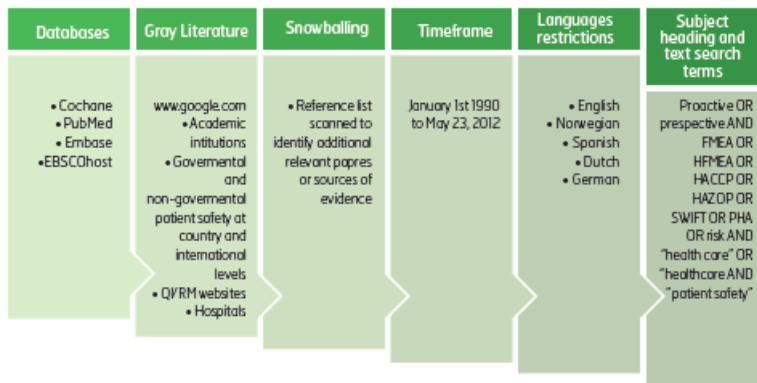 Databases
• Cochane
• PubMed
• Embase
•EBSCOhost
Gray Literature
www.google.com
• Academic
intitutions
• Govermental
and
non-govermental
patient safety at
country and
international
levels
• QI/RM websites
• Hospitals
Snowballing
• Reference list
scanned to
identify additional
relevant papres
or sources of
evidence
Timeframe
January 1st 1990
to May 23, 2012
Languages
restrictions
• English
• Norwegian
• Sponish
• Dutch
• German
Subject
heading and
text search
terms
Proactive OR
prespective AND
FMEA OR
HFMEA OR
HACCP OR
HAZOP OR
SWIFT OR PHA
OR risk AND
"health care" OR
"healthcare AND
"patient safety"